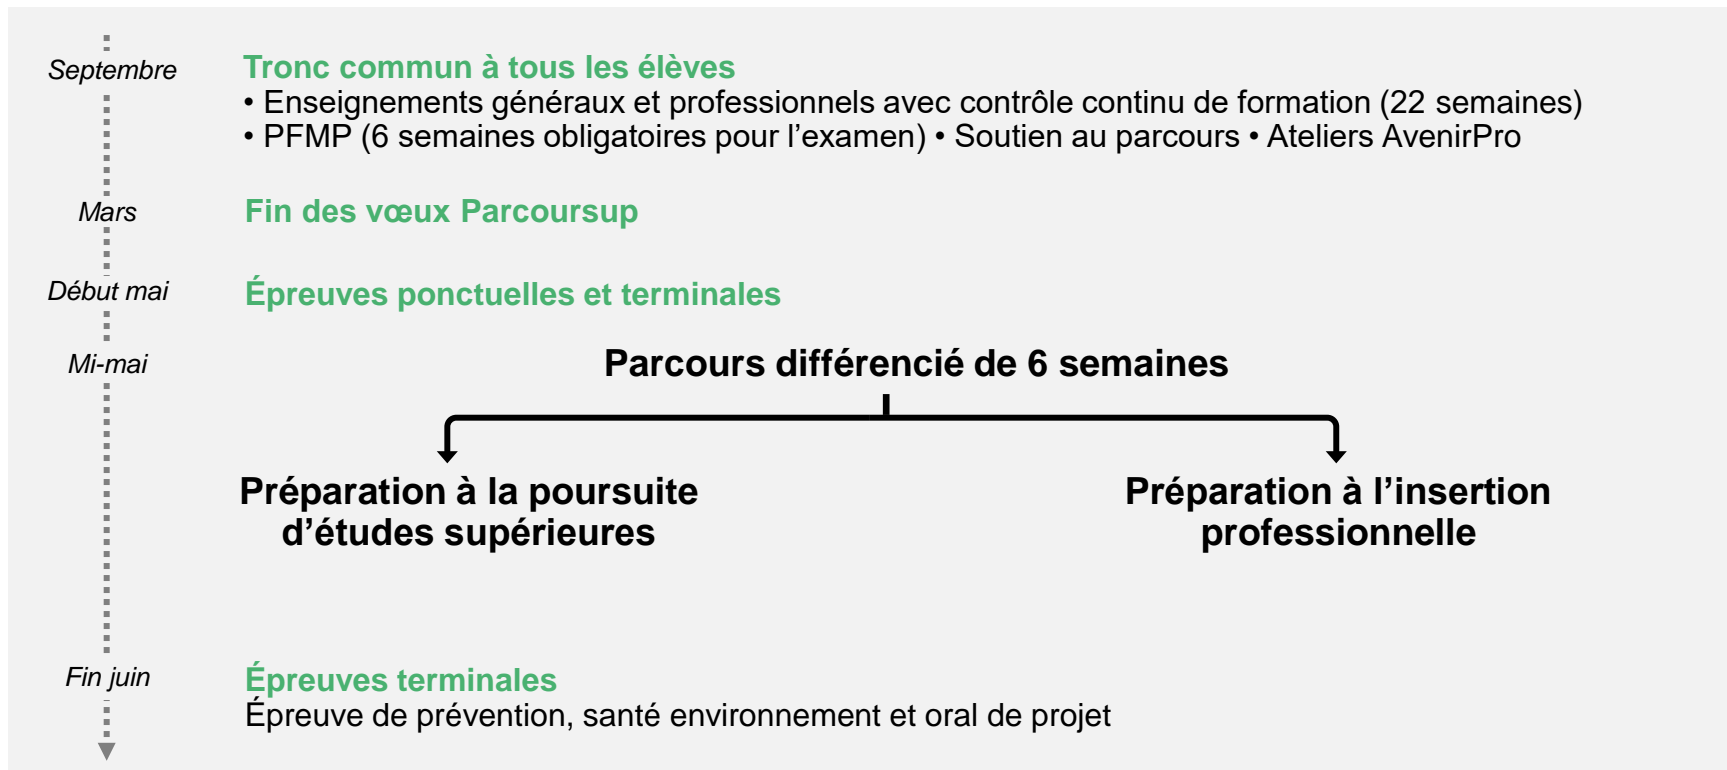 Septembre
Tronc commun à tous les élèves
• Enseignements généraux et professionnels avec contrôle continu de formation (22 semaines)
• PFMP (6 semaines obligatoires pour l’examen) • Soutien au parcours • Ateliers AvenirPro
Mars
Fin des vœux Parcoursup
Début mai
Épreuves ponctuelles et terminales
Mi-mai
Parcours différencié de 6 semaines
Préparation à la poursuite
d’études supérieures
Préparation à l’insertion
professionnelle
Fin juin
Épreuves terminales
Épreuve de prévention, santé environnement et oral de projet